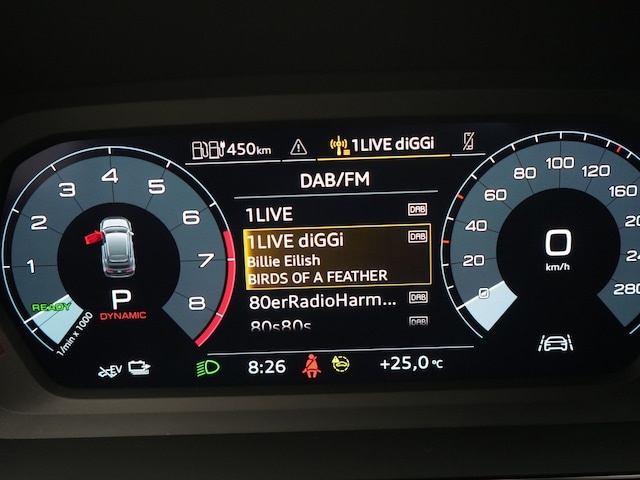 450km
1LIVE diGGi
DAB/FM
1LIVE DAB
1LIVE diGGi DAB
Billie Eilish
BIRDS OF A FEATHER
80erRadioHarm... DAB
80s80s DAB
1 2 3 4 5 6 7 8
READY
P
DYNAMIC
1/min x 1000
0 20 40 60 80 100 120 160 200 280
0
km/h
EV
8:26
+25,0 °C